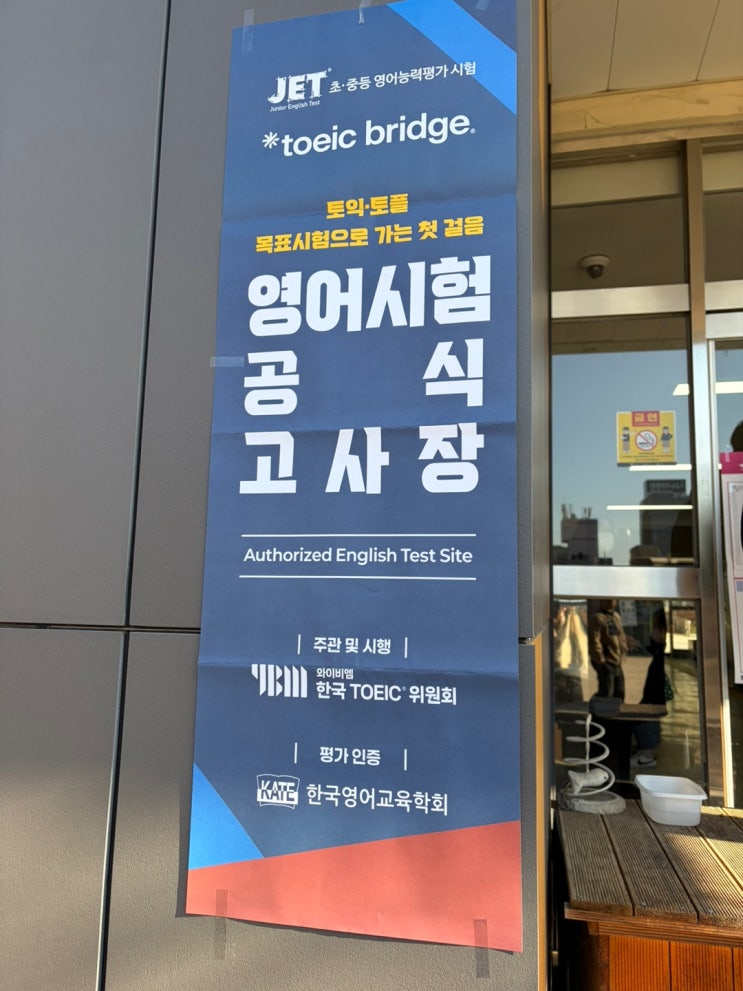 JET® 초·중등 영어능력평가 시험
Junior English Test
*toeic bridge®
토익·토플
목표시험으로 가는 첫 걸음
영어시험
공 식
고 사 장
Authorized English Test Site
| 주관 및 시행 |
YBM 와이비엠
한국 TOEIC® 위원회
| 평가 인증 |
KATE 한국영어교육학회
금연